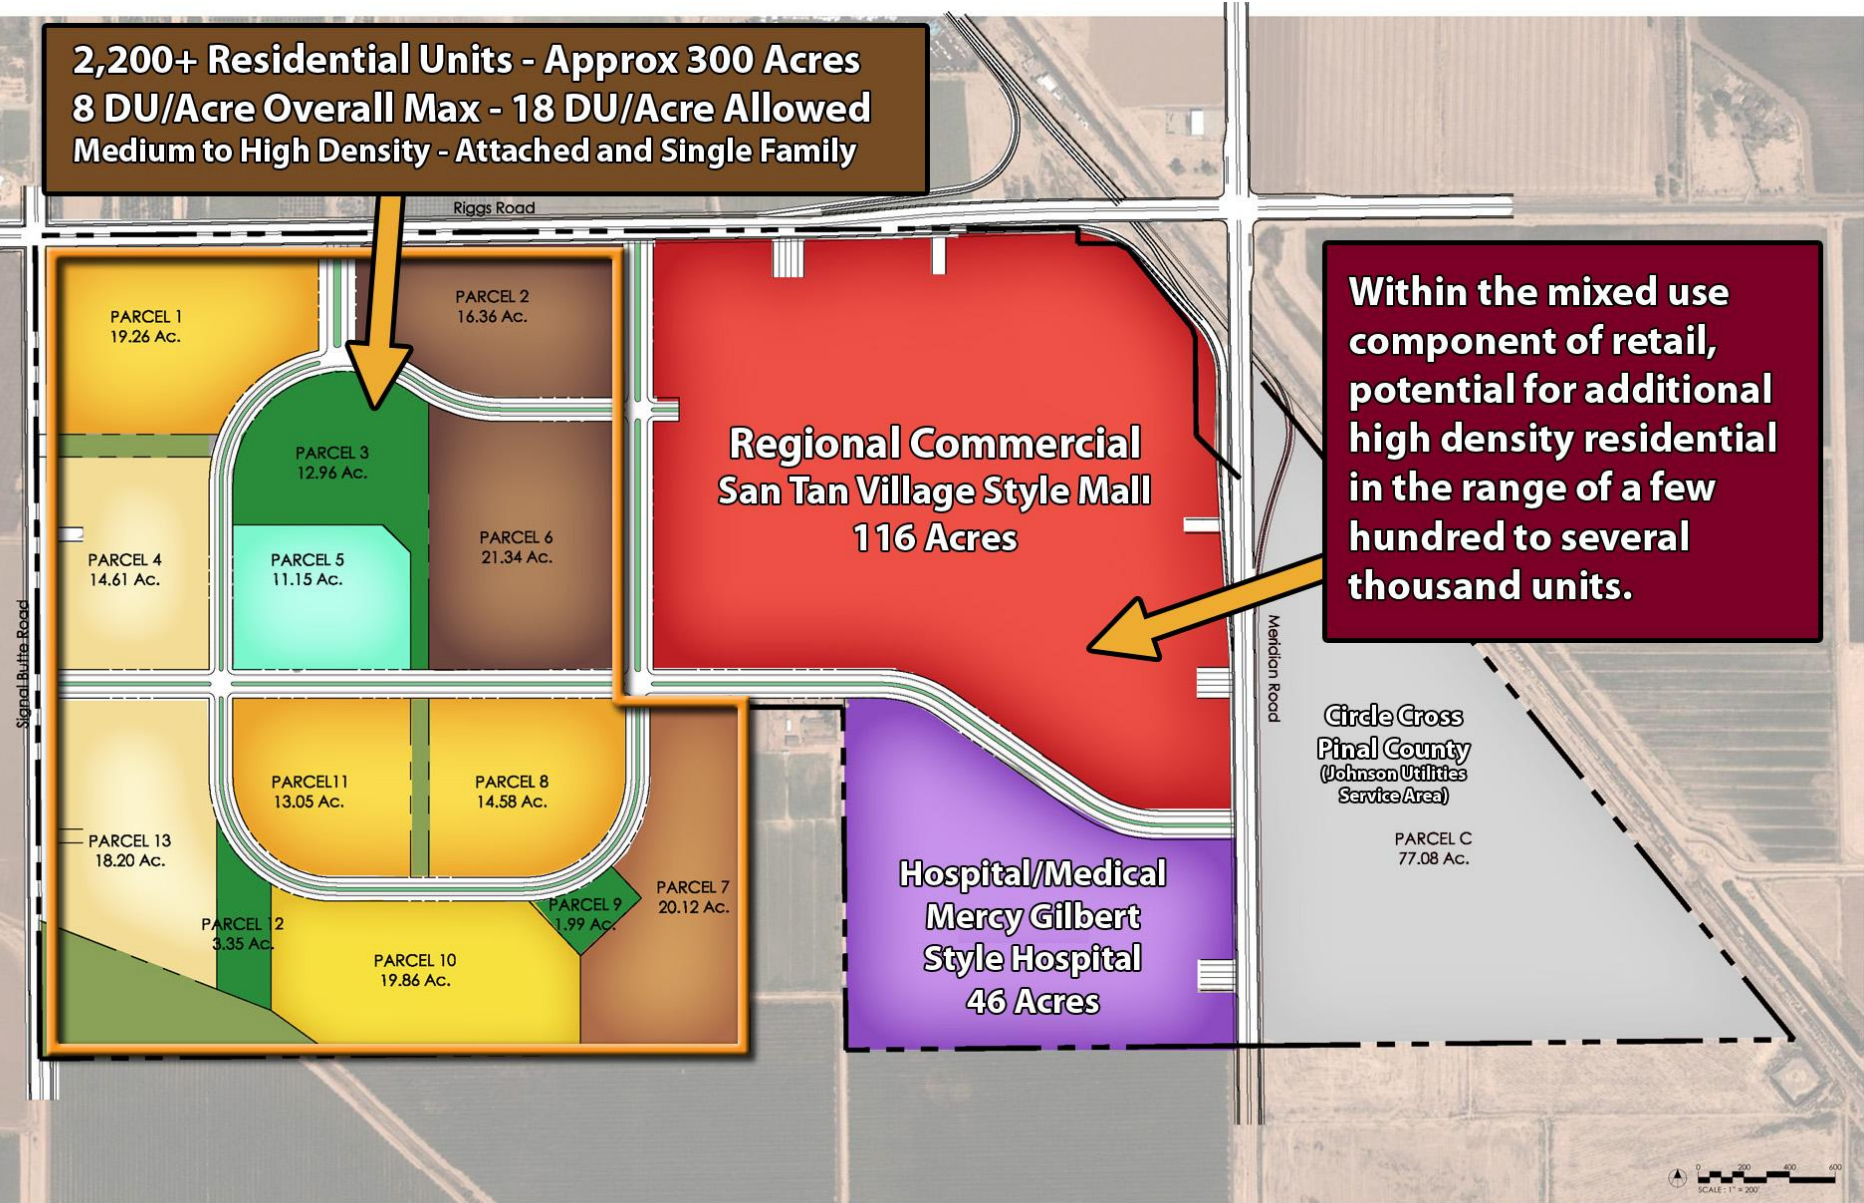 2,200+ Residential Units - Approx 300 Acres
8 DU/Acre Overall Max - 18 DU/Acre Allowed
Medium to High Density - Attached and Single Family
Riggs Road
PARCEL 1
19.26 Ac.
PARCEL 2
16.36 Ac.
PARCEL 3
12.96 Ac.
PARCEL 4
14.61 Ac.
PARCEL 5
11.15 Ac.
PARCEL 6
21.34 Ac.
Regional Commercial
San Tan Village Style Mall
116 Acres
Within the mixed use
component of retail,
potential for additional
high density residential
in the range of a few
hundred to several
thousand units.
Signal Butte Road
Meridian Road
PARCEL11
13.05 Ac.
PARCEL 8
14.58 Ac.
PARCEL 13
18.20 Ac.
PARCEL 12
3.35 Ac.
PARCEL 10
19.86 Ac.
PARCEL 9
1.99 Ac.
PARCEL 7
20.12 Ac.
Hospital/Medical
Mercy Gilbert
Style Hospital
46 Acres
Circle Cross
Pinal County
(Johnson Utilities
Service Area)
PARCEL C
77.08 Ac.
0 200 400 600
SCALE : 1" = 200'